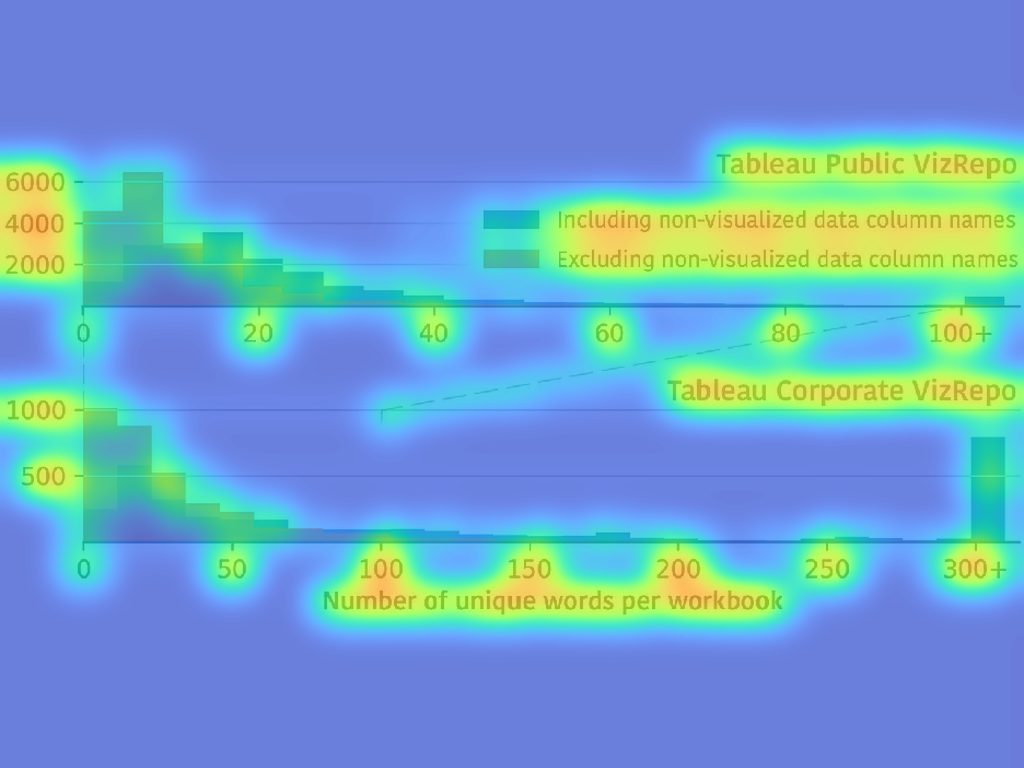 Tableau Public VizRepo
6000
4000
2000
Including non-visualized data column names
Excluding non-visualized data column names
0 20 40 60 80 100+
Tableau Corporate VizRepo
1000
500
0 50 100 150 200 250 300+
Number of unique words per workbook